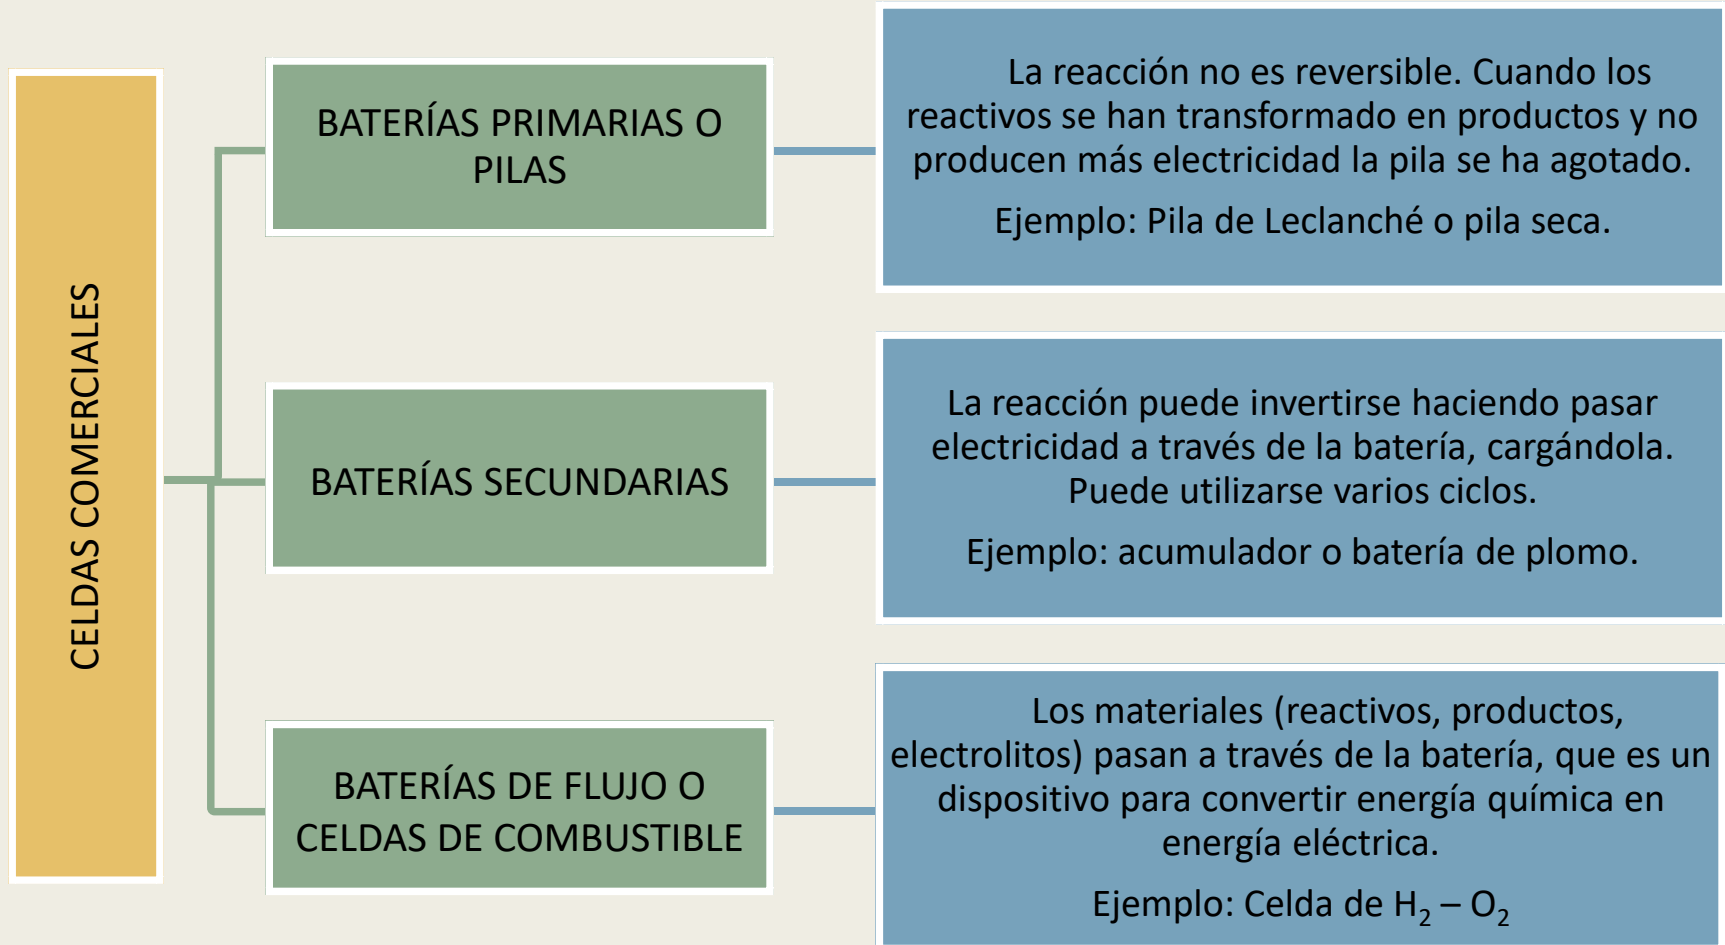 CELDAS COMERCIALES
BATERÍAS PRIMARIAS O
PILAS
La reacción no es reversible. Cuando los
reactivos se han transformado en productos y no
producen más electricidad la pila se ha agotado.
Ejemplo: Pila de Leclanché o pila seca.
BATERÍAS SECUNDARIAS
La reacción puede invertirse haciendo pasar
electricidad a través de la batería, cargándola.
Puede utilizarse varios ciclos.
Ejemplo: acumulador o batería de plomo.
BATERÍAS DE FLUJO O
CELDAS DE COMBUSTIBLE
Los materiales (reactivos, productos,
electrolitos) pasan a través de la batería, que es un
dispositivo para convertir energía química en
energía eléctrica.
Ejemplo: Celda de H₂ – O₂